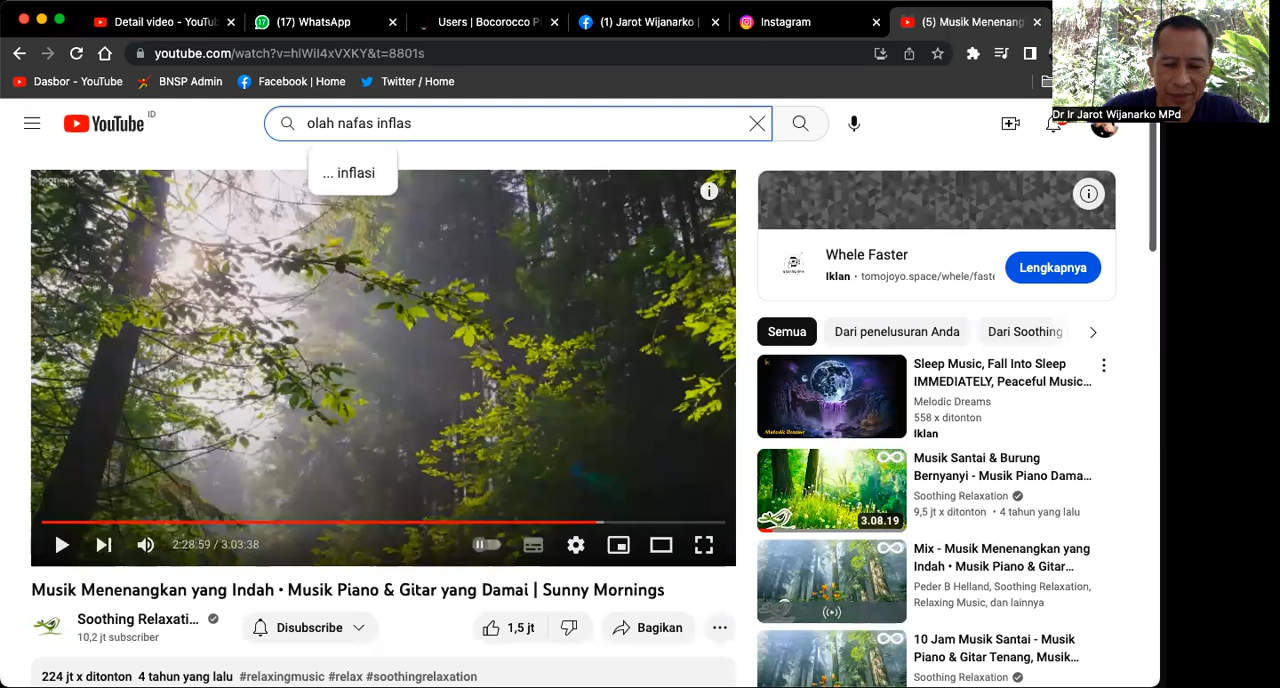 Detail video - YouTub
(17) WhatsApp
Users | Bocorocco Pi
(1) Jarot Wijanarko |
Instagram
(5) Musik Menenang
youtube.com/watch?v=hlWiI4xVXKY&t=8801s
Dasbor - YouTube
BNSP Admin
Facebook | Home
Twitter / Home
Dr Ir Jarot Wijanarko MPd
YouTube ID
olah nafas inflas
... inflasi
SOOTHING
Whele Faster
Iklan · tomojoyo.space/whele/faste
Lengkapnya
Semua
Dari penelusuran Anda
Dari Soothing
Sleep Music, Fall Into Sleep
IMMEDIATELY, Peaceful Music...
Melodic Dreams
558 x ditonton
Iklan
Melodic Dreams
Musik Santai & Burung
Bernyanyi - Musik Piano Dama...
Soothing Relaxation
9,5 jt x ditonton • 4 tahun yang lalu
3.08.19
Mix - Musik Menenangkan yang
Indah • Musik Piano & Gitar...
Peder B Helland, Soothing Relaxation,
Relaxing Music, dan lainnya
10 Jam Musik Santai - Musik
Piano & Gitar Tenang, Musik...
Soothing Relaxation
2:28:59 / 3:03:38
Musik Menenangkan yang Indah • Musik Piano & Gitar yang Damai | Sunny Mornings
Soothing Relaxati...
10,2 jt subscriber
Disubscribe
1,5 jt
Bagikan
224 jt x ditonton 4 tahun yang lalu #relaxingmusic #relax #soothingrelaxation